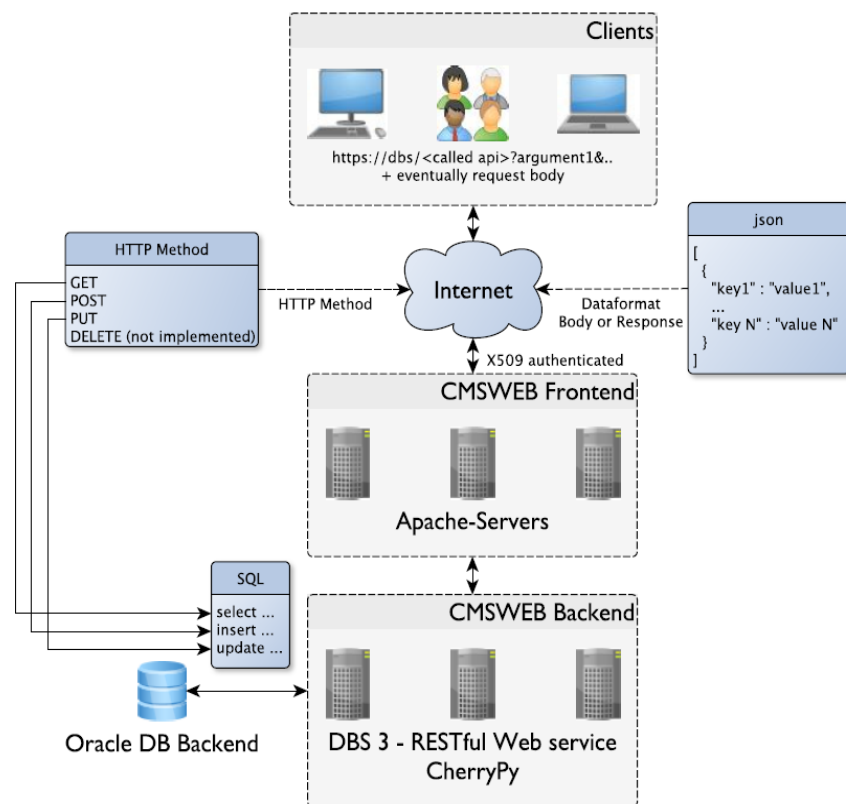 Clients
https://dbs/<called api>?argument1&..
+ eventually request body
HTTP Method
GET
POST
PUT
DELETE (not implemented)
HTTP Method
Internet
Dataformat
Body or Response
json
[
{
"key1" : "value1",
...
"key N" : "value N"
}
]
X509 authenticated
CMSWEB Frontend
Apache-Servers
SQL
select ...
insert ...
update ...
CMSWEB Backend
DBS 3 - RESTful Web service
CherryPy
Oracle DB Backend